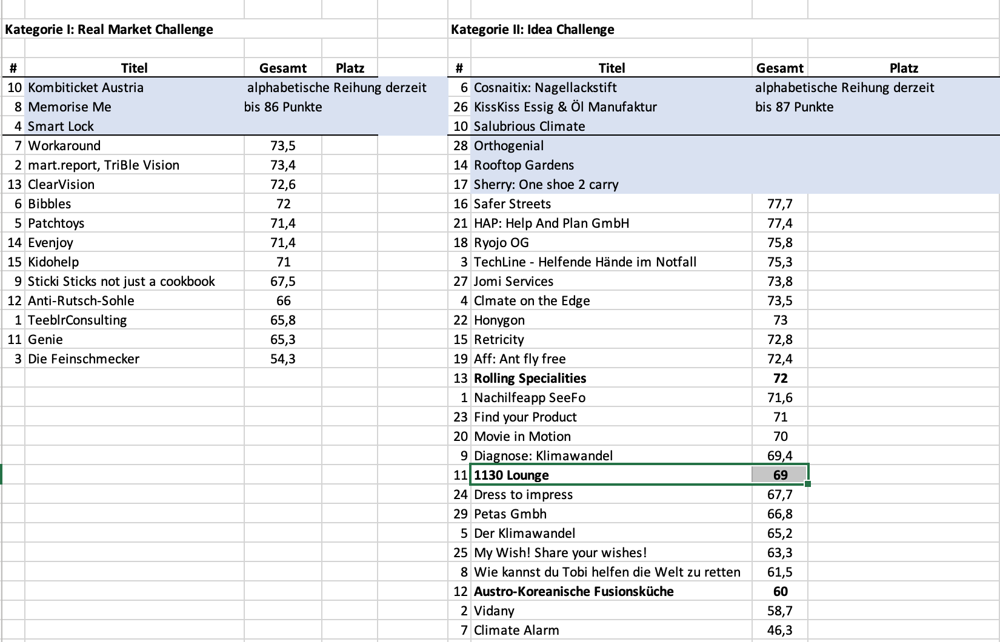 Kategorie I: Real Market Challenge
# Titel Gesamt Platz
10 Kombiticket Austria alphabetische Reihung derzeit
8 Memorise Me bis 86 Punkte
4 Smart Lock
7 Workaround 73,5
2 mart.report, TriBle Vision 73,4
13 ClearVision 72,6
6 Bibbles 72
5 Patchtoys 71,4
14 Evenjoy 71,4
15 Kidohelp 71
9 Sticki Sticks not just a cookbook 67,5
12 Anti-Rutsch-Sohle 66
1 TeeblrConsulting 65,8
11 Genie 65,3
3 Die Feinschmecker 54,3
Kategorie II: Idea Challenge
# Titel Gesamt Platz
6 Cosnaitix: Nagellackstift alphabetische Reihung derzeit
26 KissKiss Essig & Öl Manufaktur bis 87 Punkte
10 Salubrious Climate
28 Orthogenial
14 Rooftop Gardens
17 Sherry: One shoe 2 carry
16 Safer Streets 77,7
21 HAP: Help And Plan GmbH 77,4
18 Ryojo OG 75,8
3 TechLine - Helfende Hände im Notfall 75,3
27 Jomi Services 73,8
4 Clmate on the Edge 73,5
22 Honygon 73
15 Retricity 72,8
19 Aff: Ant fly free 72,4
13 Rolling Specialities 72
1 Nachilfeapp SeeFo 71,6
23 Find your Product 71
20 Movie in Motion 70
9 Diagnose: Klimawandel 69,4
11 1130 Lounge 69
24 Dress to impress 67,7
29 Petas Gmbh 66,8
5 Der Klimawandel 65,2
25 My Wish! Share your wishes! 63,3
8 Wie kannst du Tobi helfen die Welt zu retten 61,5
12 Austro-Koreanische Fusionsküche 60
2 Vidany 58,7
7 Climate Alarm 46,3